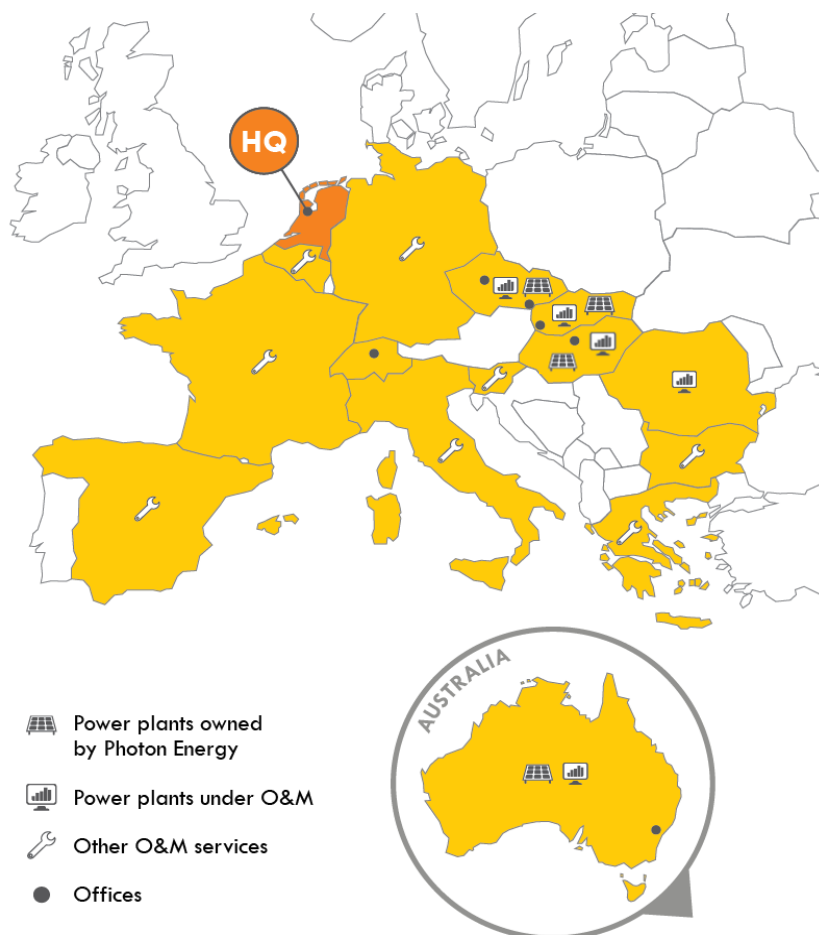 HQ
AUSTRALIA
Power plants owned
by Photon Energy
Power plants under O&M
Other O&M services
Offices